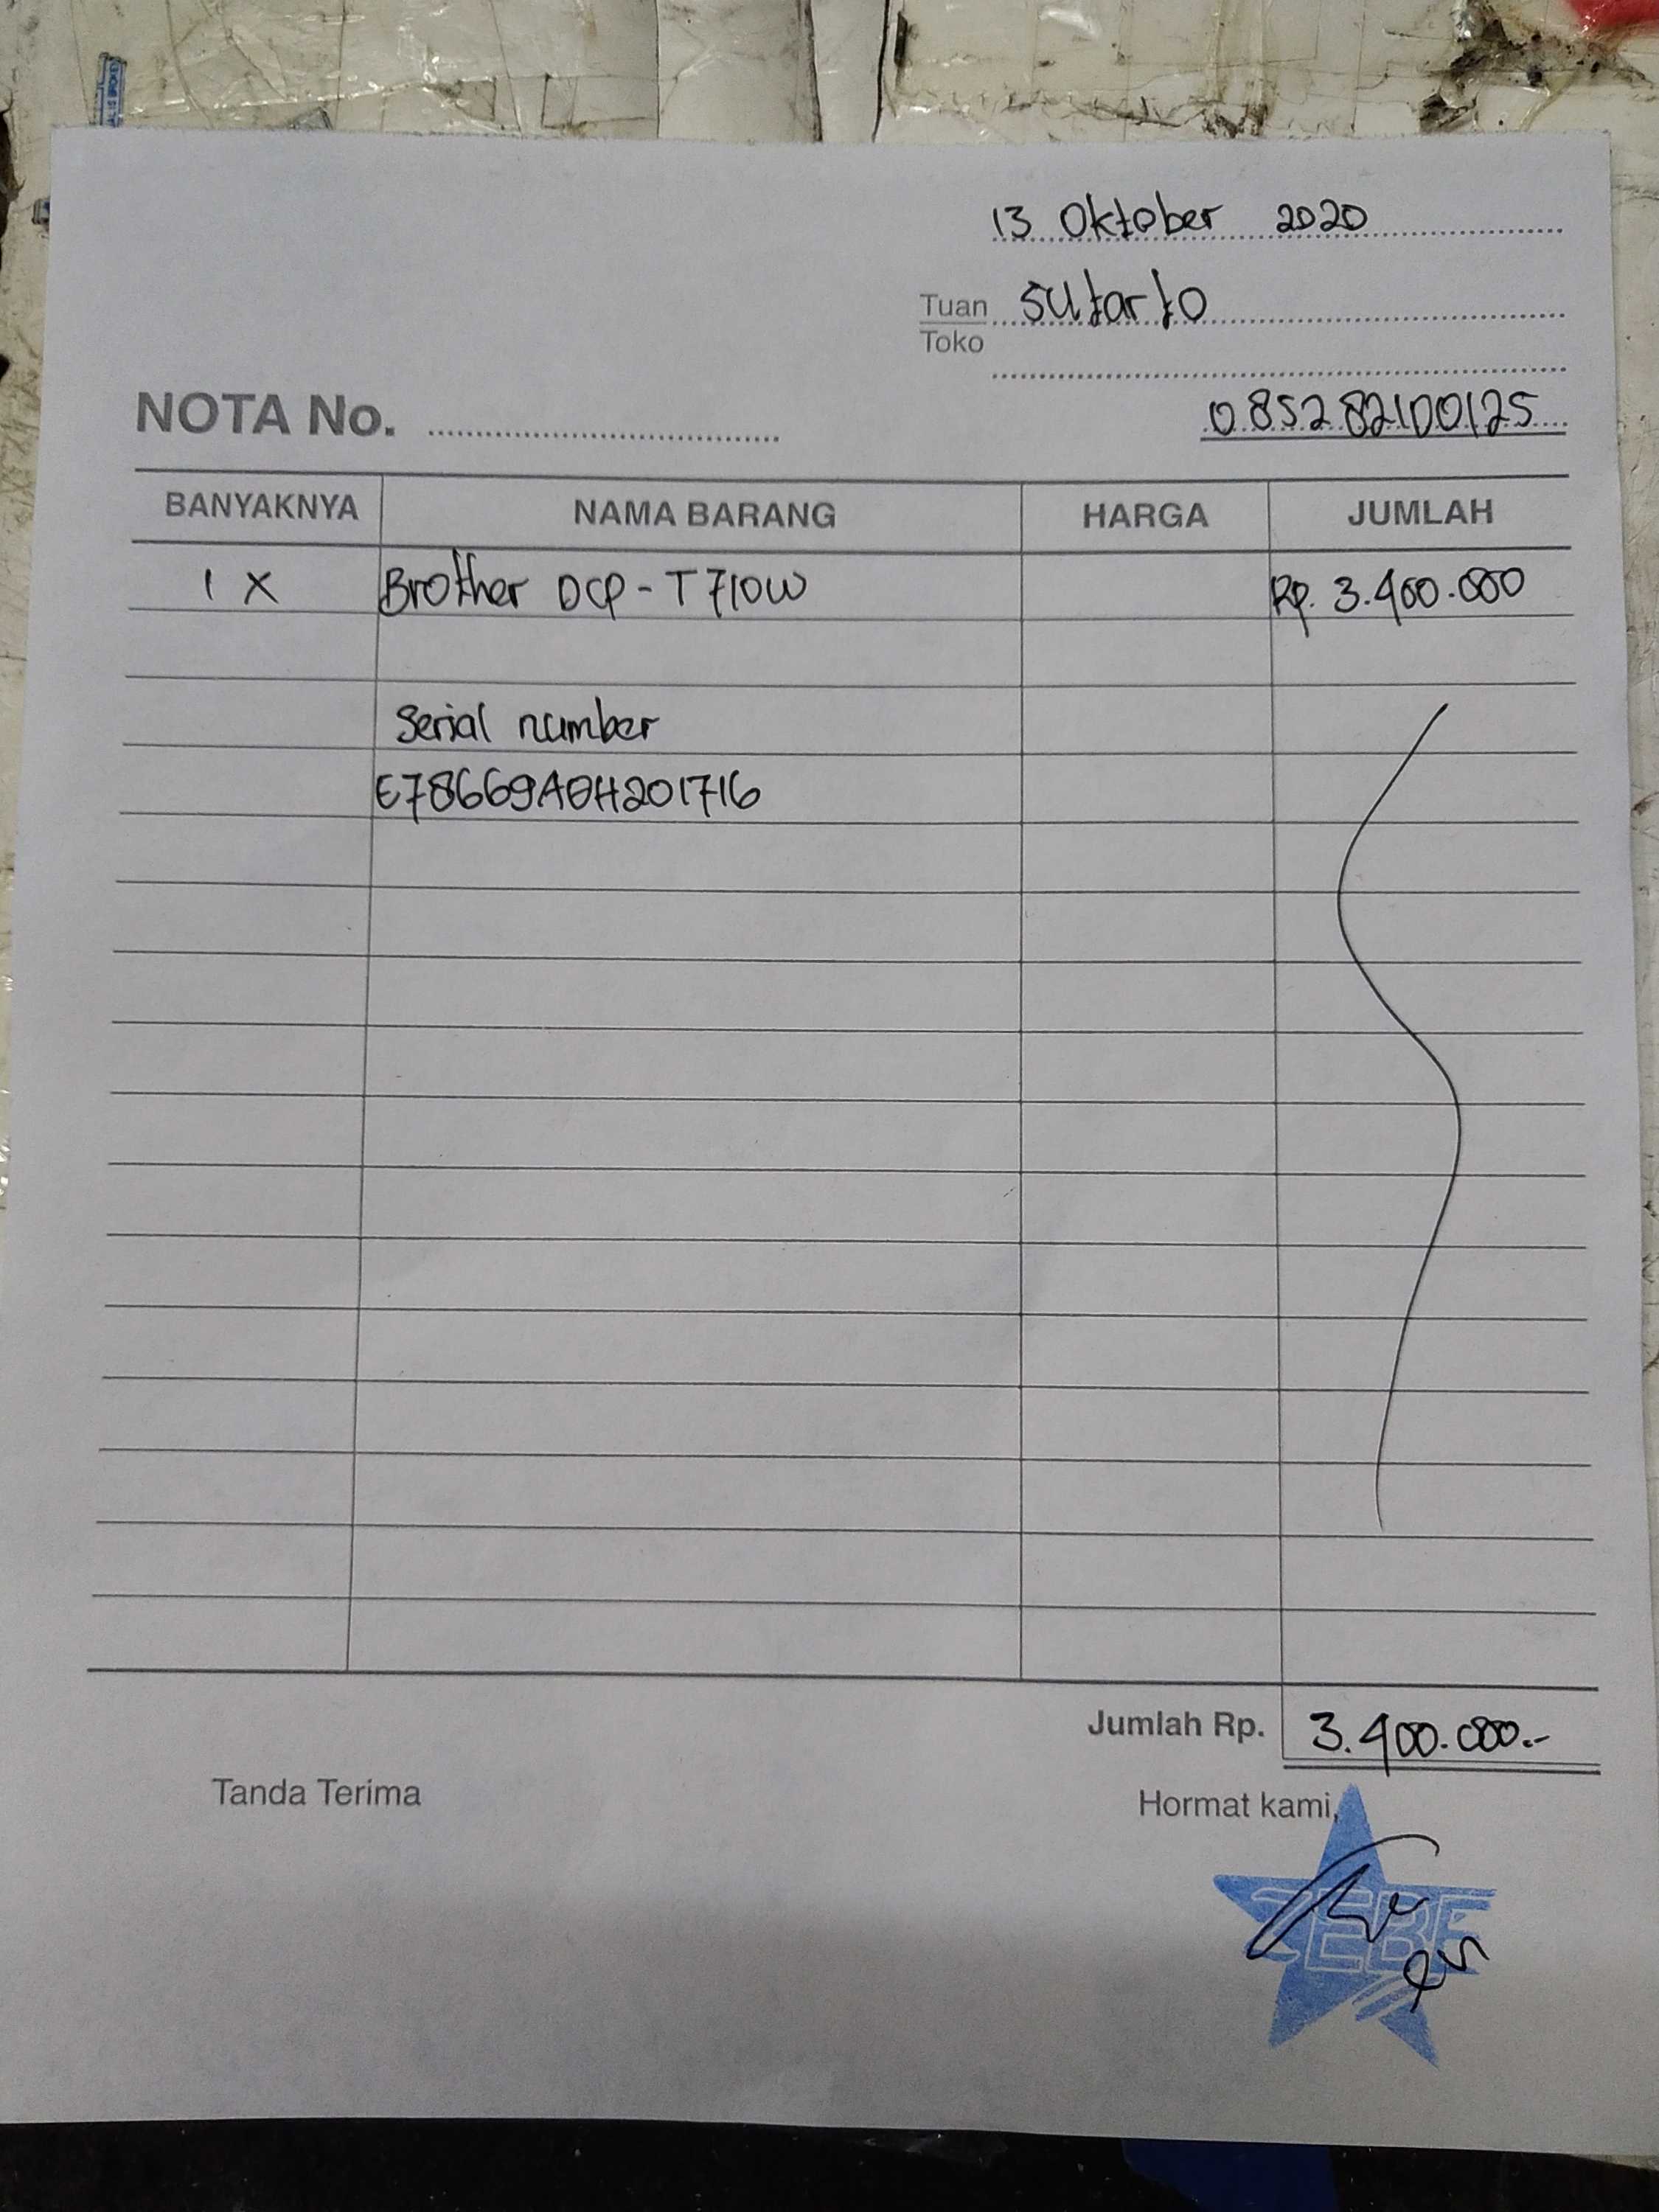 13 Oktober 2020
Tuan Sutarto
Toko
NOTA No.
085282100125
BANYAKNYA NAMA BARANG HARGA JUMLAH
1 X Brother DCP-T710W Rp. 3.400.000
Serial number
E78669A0H201716
Jumlah Rp. 3.400.000.-
Tanda Terima
Hormat kami,